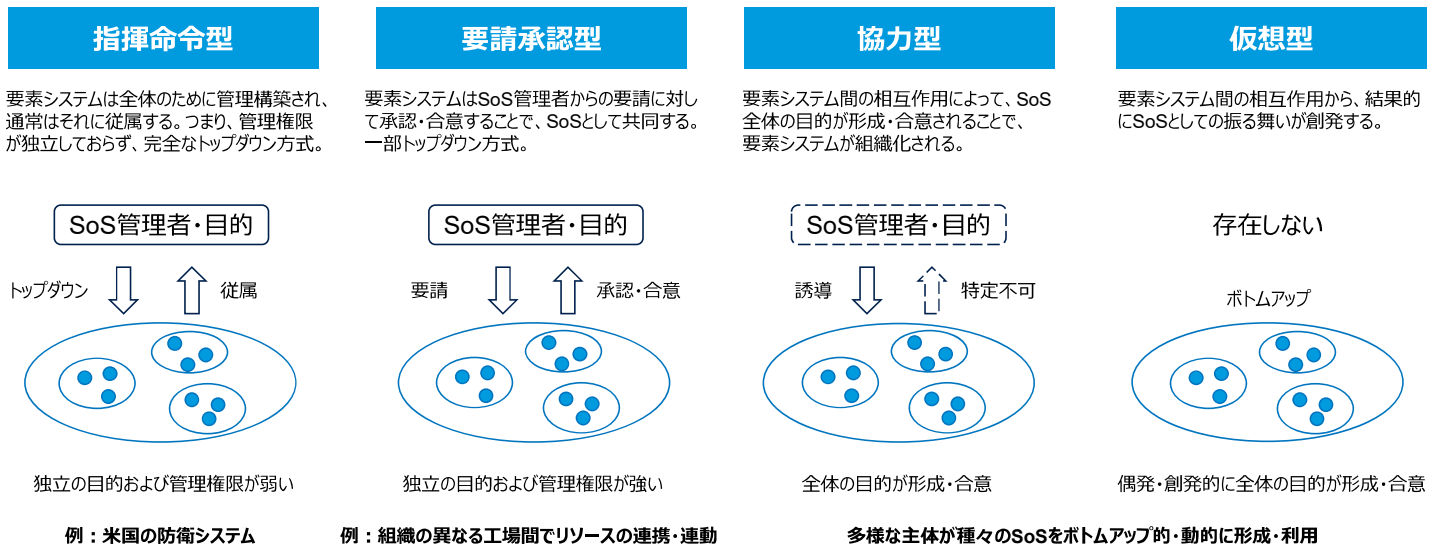 指揮命令型
要素システムは全体のために管理構築され、
通常はそれに従属する。つまり、管理権限
が独立しておらず、完全なトップダウン方式。
SoS管理者・目的
トップダウン
従属
独立の目的および管理権限が弱い
例：米国の防衛システム
要請承認型
要素システムはSoS管理者からの要請に対し
て承認・合意することで、SoSとして共同する。
一部トップダウン方式。
SoS管理者・目的
要請
承認・合意
独立の目的および管理権限が強い
例：組織の異なる工場間でリソースの連携・連動
協力型
要素システム間の相互作用によって、SoS
全体の目的が形成・合意されることで、
要素システムが組織化される。
SoS管理者・目的
誘導
特定不可
全体の目的が形成・合意
仮想型
要素システム間の相互作用から、結果的
にSoSとしての振る舞いが創発する。
存在しない
ボトムアップ
偶発・創発的に全体の目的が形成・合意
多様な主体が種々のSoSをボトムアップ的・動的に形成・利用